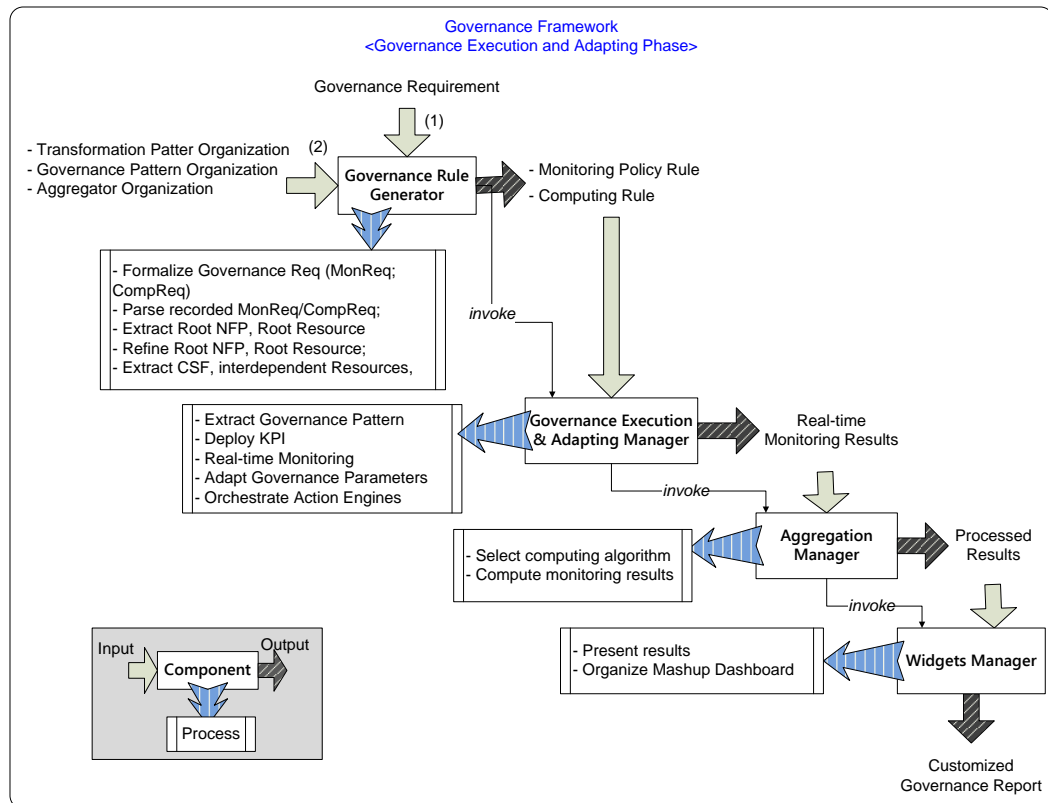 Governance Framework
<Governance Execution and Adapting Phase>
Governance Requirement
(1)
- Transformation Patter Organization
- Governance Pattern Organization
- Aggregator Organization
(2)
Governance Rule
Generator
- Monitoring Policy Rule
- Computing Rule
- Formalize Governance Req (MonReq;
CompReq)
- Parse recorded MonReq/CompReq;
- Extract Root NFP, Root Resource
- Refine Root NFP, Root Resource;
- Extract CSF, interdependent Resources,
invoke
- Extract Governance Pattern
- Deploy KPI
- Real-time Monitoring
- Adapt Governance Parameters
- Orchestrate Action Engines
Governance Execution
& Adapting Manager
Real-time
Monitoring Results
invoke
- Select computing algorithm
- Compute monitoring results
Aggregation
Manager
Processed
Results
invoke
- Present results
- Organize Mashup Dashboard
Widgets Manager
Customized
Governance Report
Input
Component
Output
Process